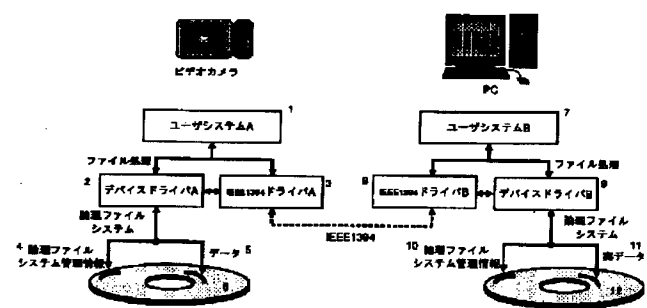 ビデオカメラ
PC
1
ユーザシステムA
7
ユーザシステムB
ファイル処理
ファイル処理
2
デバイスドライバA
3
IEEE1394ドライバA
IEEE1394ドライバB
デバイスドライバB
IEEE1394
論理ファイル
システム
論理ファイル
システム
4 論理ファイル
システム管理情報
データ 5
10 論理ファイル
システム管理情報
11
実データ
12